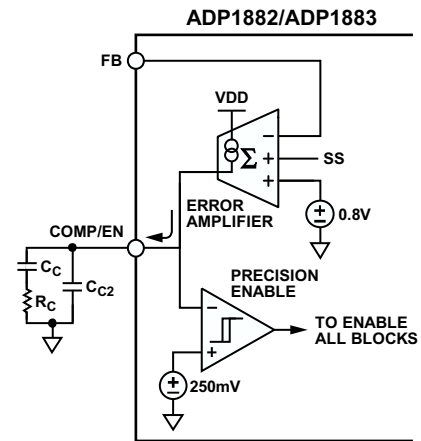 ADP1882/ADP1883
FB
VDD
Σ
SS
ERROR
AMPLIFIER
0.8V
COMP/EN
CC
CC2
RC
PRECISION
ENABLE
TO ENABLE
ALL BLOCKS
250mV